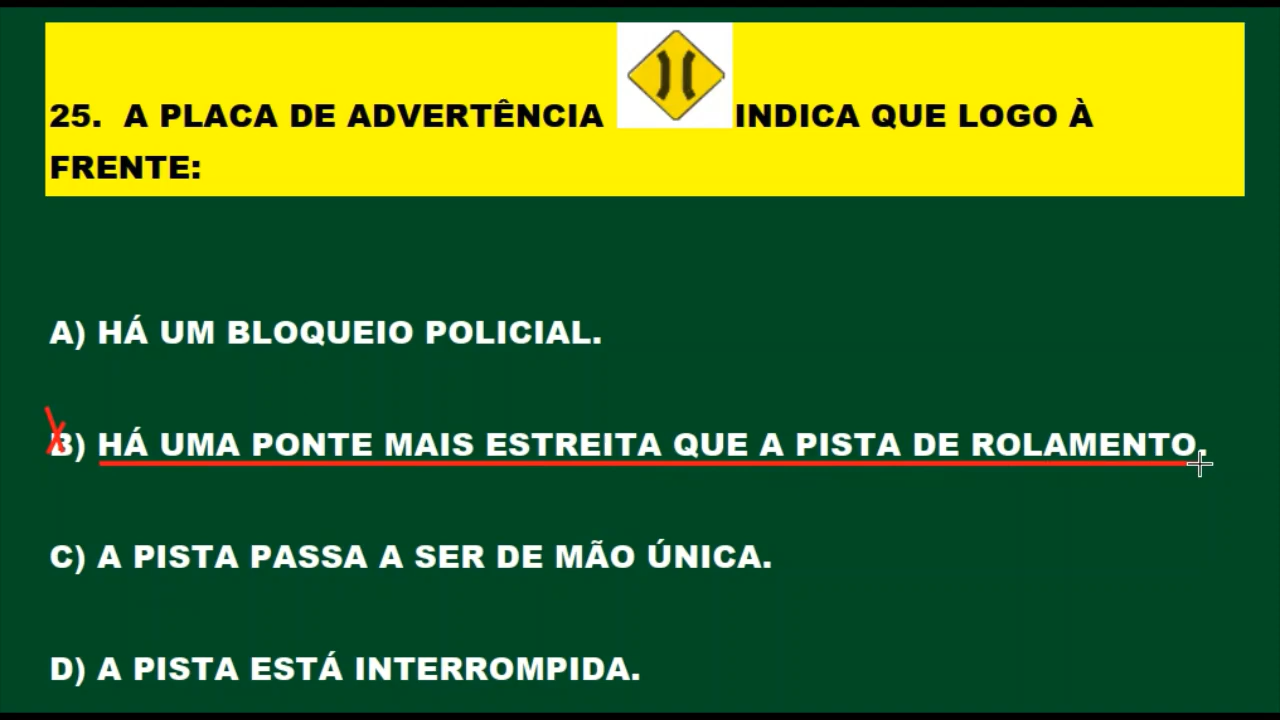 25. A PLACA DE ADVERTÊNCIA INDICA QUE LOGO À
FRENTE:
A) HÁ UM BLOQUEIO POLICIAL.
B) HÁ UMA PONTE MAIS ESTREITA QUE A PISTA DE ROLAMENTO.
C) A PISTA PASSA A SER DE MÃO ÚNICA.
D) A PISTA ESTÁ INTERROMPIDA.